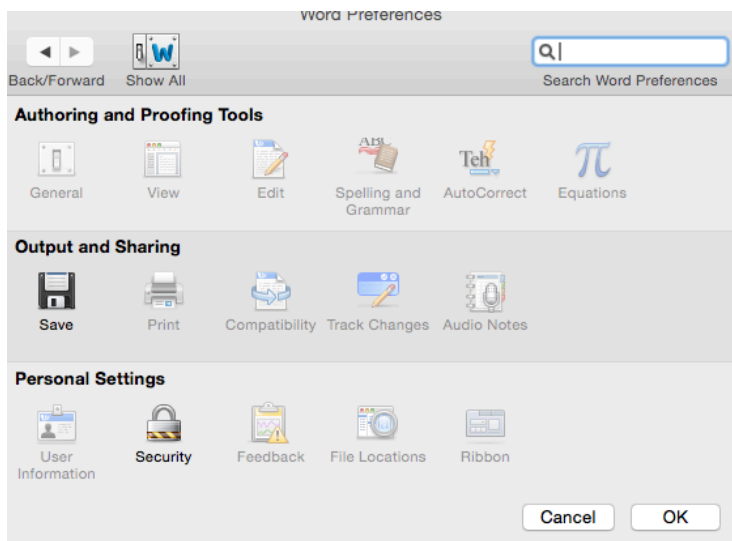 Word Preferences
Back/Forward Show All Search Word Preferences
Authoring and Proofing Tools
ABC
Teh
General View Edit Spelling and Grammar AutoCorrect Equations
Output and Sharing
Save Print Compatibility Track Changes Audio Notes
Personal Settings
User Information Security Feedback File Locations Ribbon
Cancel OK